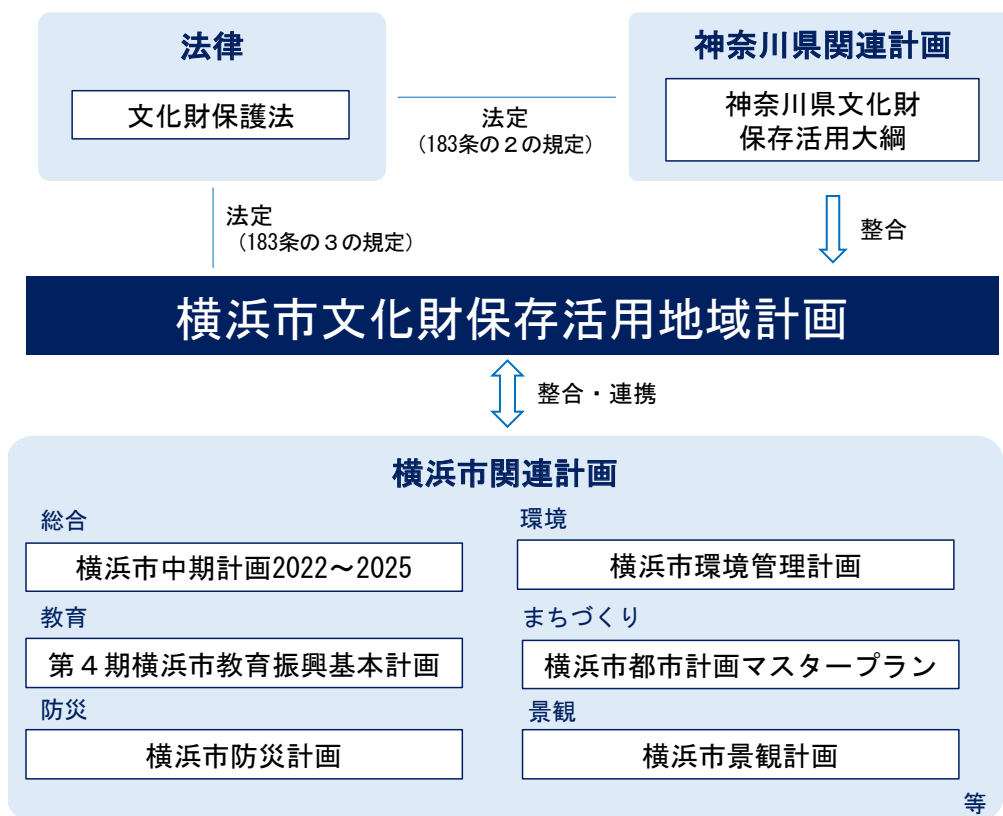 法律
文化財保護法
神奈川県関連計画
神奈川県文化財
保存活用大綱
法定
(183条の２の規定)
法定
(183条の３の規定)
整合
横浜市文化財保存活用地域計画
整合・連携
横浜市関連計画
総合
横浜市中期計画2022～2025
環境
横浜市環境管理計画
教育
第４期横浜市教育振興基本計画
まちづくり
横浜市都市計画マスタープラン
防災
横浜市防災計画
景観
横浜市景観計画
等